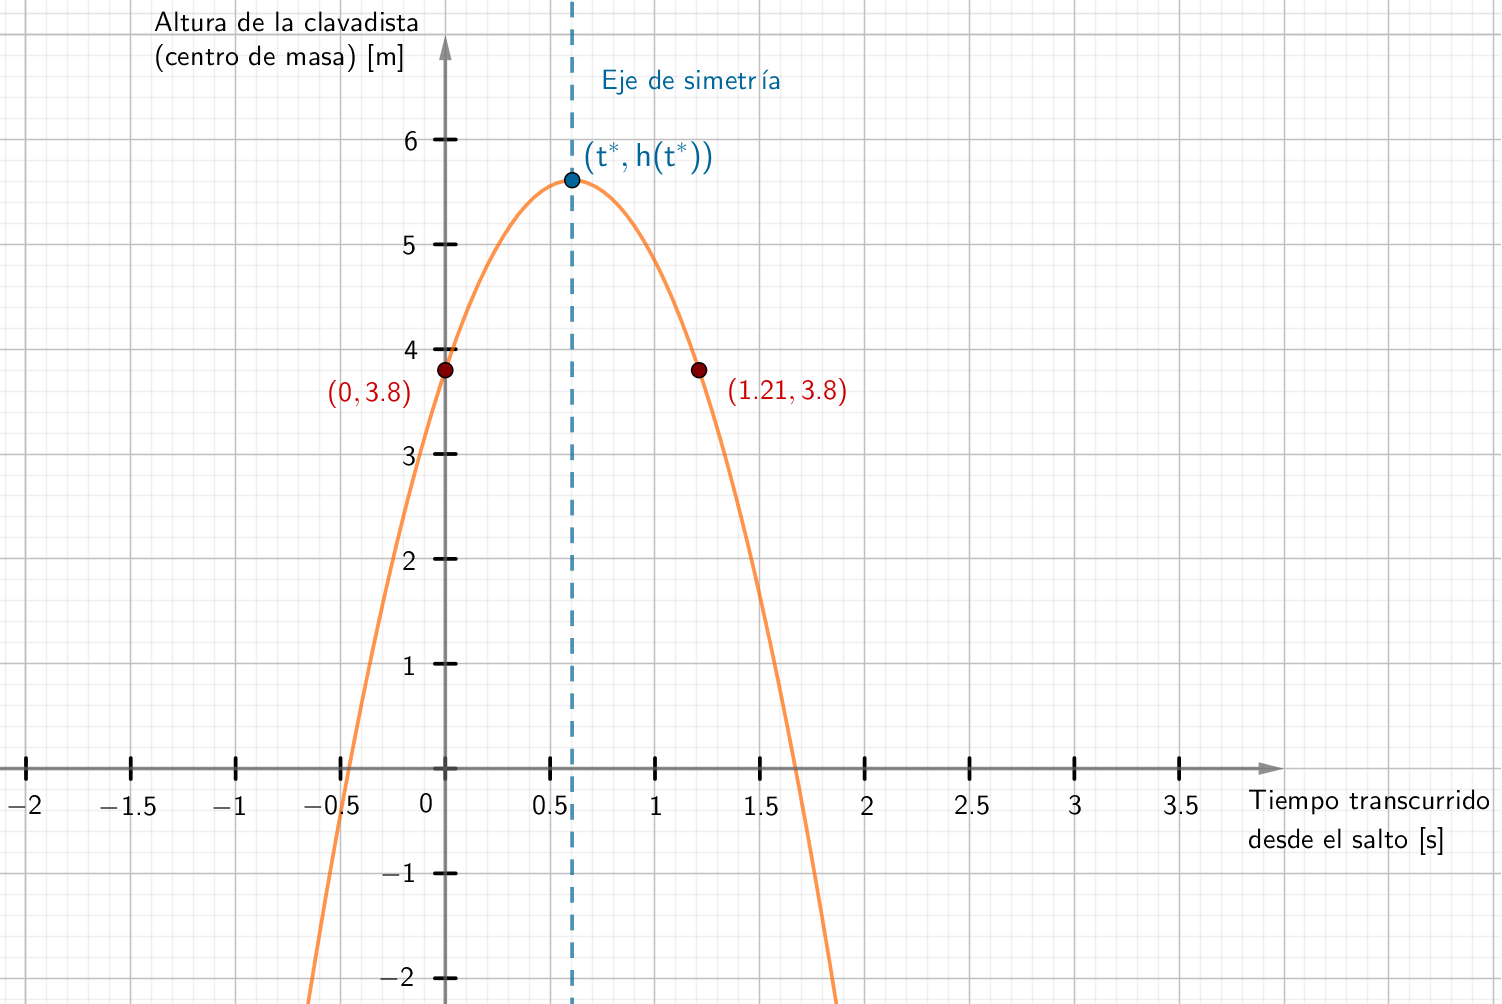 Altura de la clavadista
(centro de masa) [m]
Eje de simetría
6
(t*, h(t*))
5
4
(0, 3.8)
(1.21, 3.8)
3
2
1
−2 −1.5 −1 −0.5 0 0.5 1 1.5 2 2.5 3 3.5
Tiempo transcurrido
desde el salto [s]
−1
−2